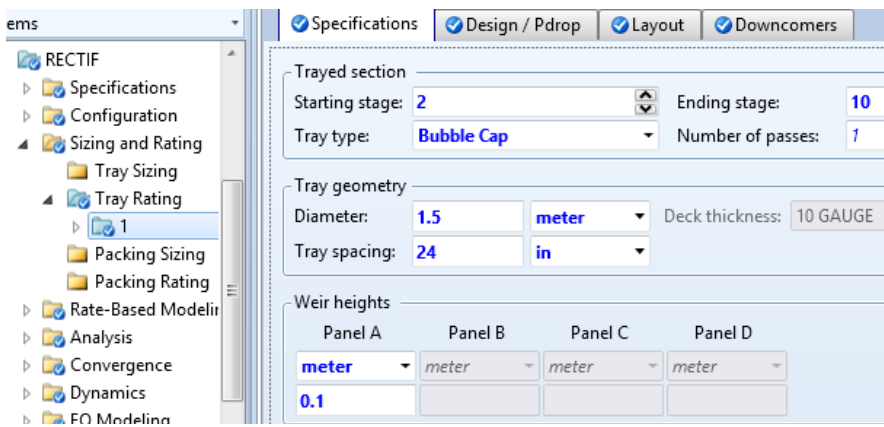 ems
RECTIF
Specifications
Configuration
Sizing and Rating
Tray Sizing
Tray Rating
1
Packing Sizing
Packing Rating
Rate-Based Modelin
Analysis
Convergence
Dynamics
EO Modeling
Specifications Design / Pdrop Layout Downcomers
Trayed section
Starting stage: 2 Ending stage: 10
Tray type: Bubble Cap Number of passes: 1
Tray geometry
Diameter: 1.5 meter Deck thickness: 10 GAUGE
Tray spacing: 24 in
Weir heights
Panel A Panel B Panel C Panel D
meter meter meter meter
0.1